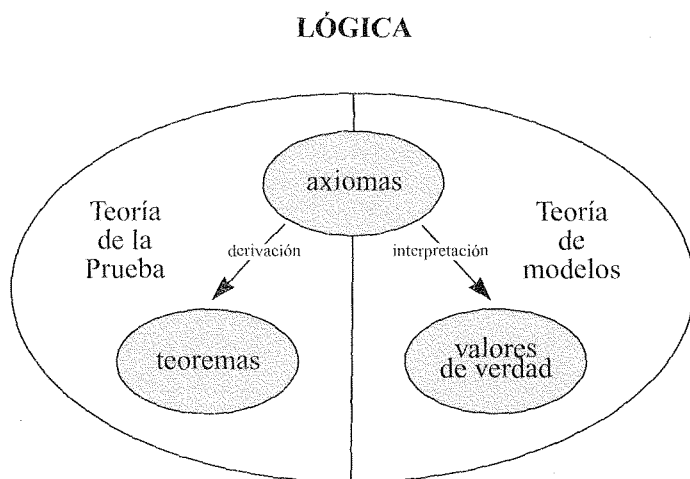 LÓGICA
axiomas
Teoría
de la
Prueba
derivación
interpretación
Teoría
de
modelos
teoremas
valores
de verdad